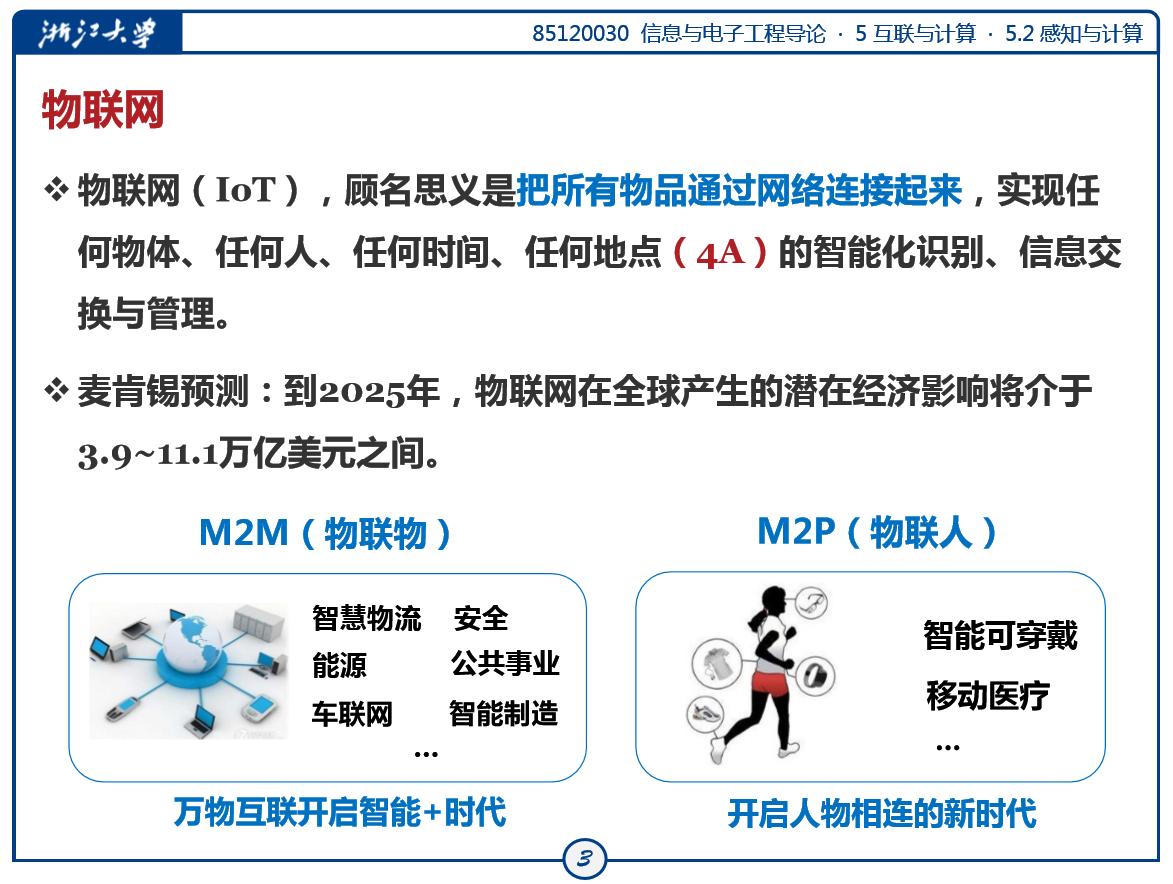 浙江大学
85120030 信息与电子工程导论 · 5 互联与计算 · 5.2 感知与计算
物联网
❖ 物联网（IoT），顾名思义是把所有物品通过网络连接起来，实现任
何物体、任何人、任何时间、任何地点（4A）的智能化识别、信息交
换与管理。
❖ 麦肯锡预测：到2025年，物联网在全球产生的潜在经济影响将介于
3.9~11.1万亿美元之间。
M2M（物联物）
智慧物流 安全
能源 公共事业
车联网 智能制造
...
万物互联开启智能+时代
M2P（物联人）
智能可穿戴
移动医疗
...
开启人物相连的新时代
3